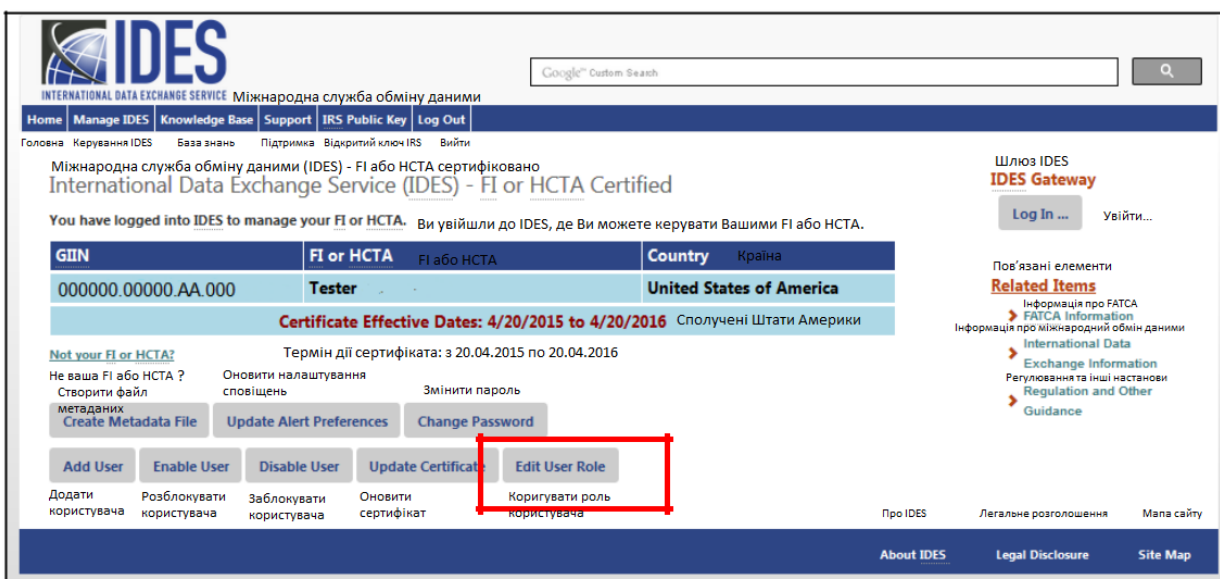 IDES
INTERNATIONAL DATA EXCHANGE SERVICE Міжнародна служба обміну даними
Google™ Custom Search
Home Manage IDES Knowledge Base Support IRS Public Key Log Out
Головна Керування IDES База знань Підтримка Відкритий ключ IRS Вийти
Міжнародна служба обміну даними (IDES) - FI або НСТА сертифіковано
International Data Exchange Service (IDES) - FI or HCTA Certified
You have logged into IDES to manage your FI or HCTA. Ви увійшли до IDES, де Ви можете керувати Вашими FI або НСТА.
GIIN FI or HCTA FI або НСТА Country Країна
000000.00000.AA.000 Tester United States of America
Certificate Effective Dates: 4/20/2015 to 4/20/2016 Сполучені Штати Америки
Not your FI or HCTA? Термін дії сертифіката: з 20.04.2015 по 20.04.2016
Не ваша FI або НСТА ? Оновити налаштування
Створити файл сповіщень Змінити пароль
метаданих
Create Metadata File Update Alert Preferences Change Password
Add User Enable User Disable User Update Certificate Edit User Role
Додати Розблокувати Заблокувати Оновити Коригувати роль
користувача користувача користувача сертифікат користувача
Шлюз IDES
IDES Gateway
Log In ... Увійти...
Пов’язані елементи
Related Items
Інформація про FATCA
FATCA Information
Інформація про міжнародний обмін даними
International Data
Exchange Information
Регулювання та інші настанови
Regulation and Other
Guidance
Про IDES Легальне розголошення Мапа сайту
About IDES Legal Disclosure Site Map